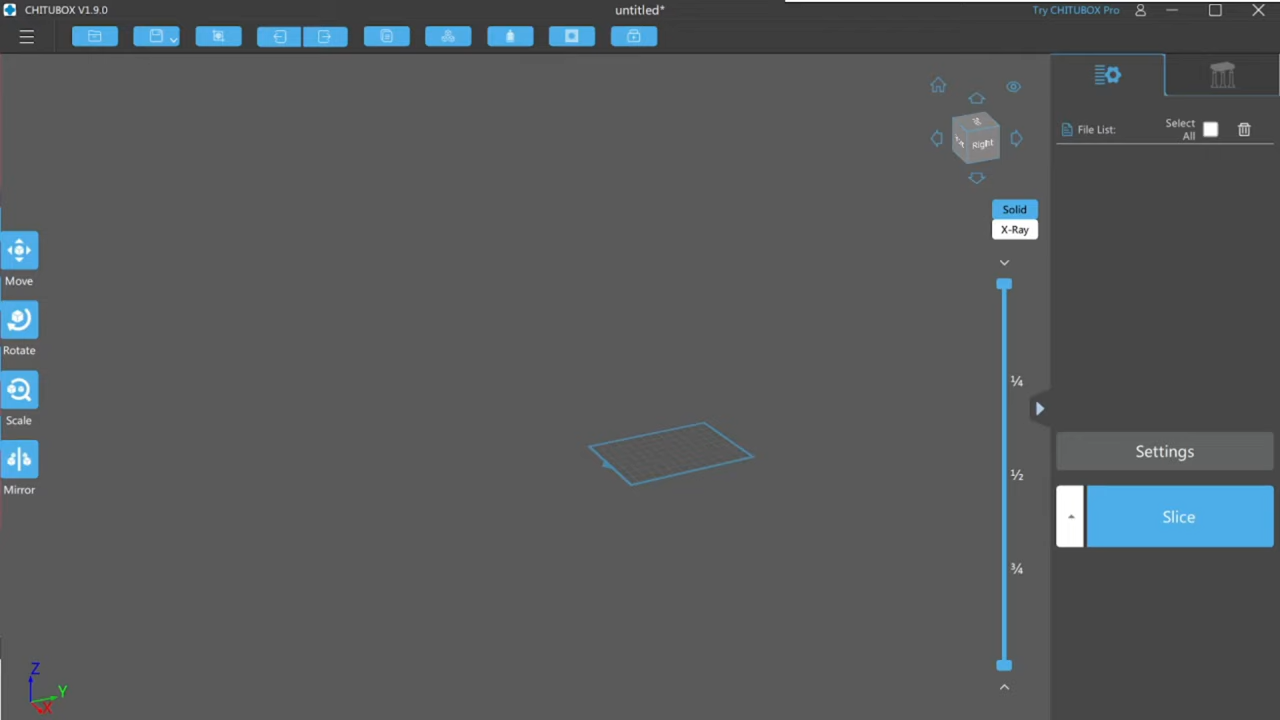 CHITUBOX V1.9.0
untitled*
Try CHITUBOX Pro
File List:
Select
All
Right
Solid
X-Ray
Move
¼
Rotate
Scale
Settings
½
Mirror
Slice
¾
Z
Y
X